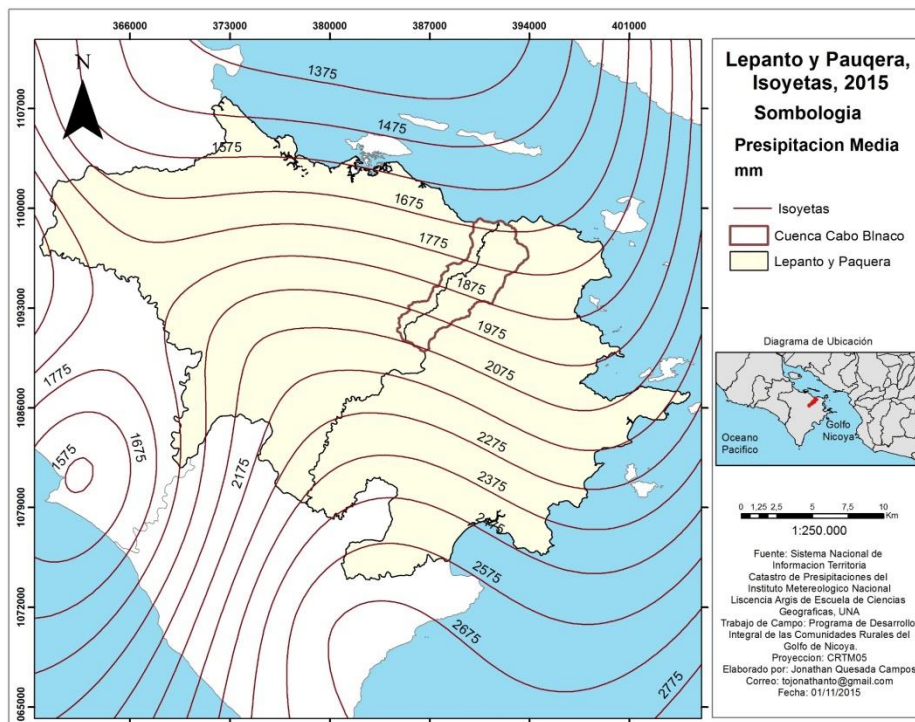 366000
373000
380000
387000
394000
401000
1107000
1100000
1093000
1086000
1079000
1072000
065000
N
1375
1475
1575
1675
1775
1875
1975
2075
1775
1675
1575
2175
2275
2375
2575
2675
2775
Lepanto y Pauqera,
Isoyetas, 2015
Sombologia
Presipitacion Media
mm
Isoyetas
Cuenca Cabo Blnaco
Lepanto y Paquera
Diagrama de Ubicación
Oceano
Pacifico
Golfo
Nicoya
0 1,25 2,5 5 7,5 10
Km
1:250.000
Fuente: Sistema Nacional de
Informacion Territoria
Catastro de Presipitaciones del
Instituto Metereologico Nacional
Liscencia Argis de Escuela de Ciencias
Geograficas, UNA
Trabajo de Campo: Programa de Desarrollo
Integral de las Comunidades Rurales del
Golfo de Nicoya.
Proyeccion: CRTM05
Elaborado por: Jonathan Quesada Campos
Correo: tojonathanto@gmail.com
Fecha: 01/11/2015